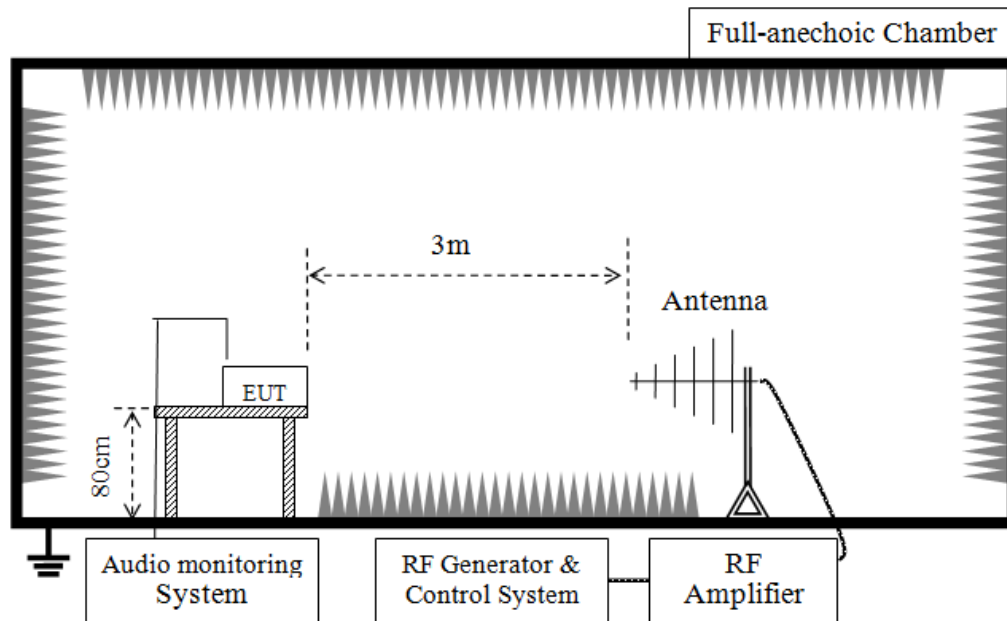 Full-anechoic Chamber
3m
Antenna
EUT
80cm
Audio monitoring
System
RF Generator &
Control System
RF
Amplifier